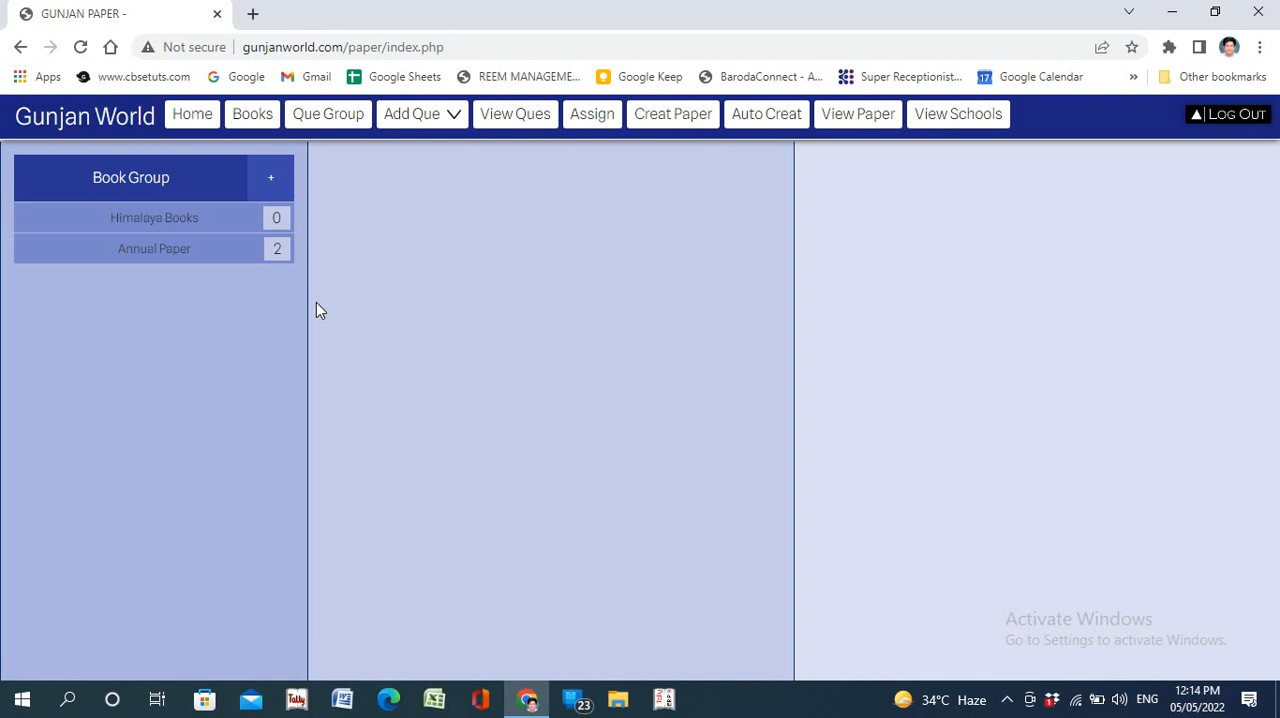 GUNJAN PAPER -
Not secure gunjanworld.com/paper/index.php
Apps www.cbsetuts.com Google Gmail Google Sheets REEM MANAGEME... Google Keep BarodaConnect - A... Super Receptionist... Google Calendar » Other bookmarks
Gunjan World Home Books Que Group Add Que View Ques Assign Creat Paper Auto Creat View Paper View Schools ▲| LOG OUT
Book Group +
Himalaya Books 0
Annual Paper 2
Activate Windows
Go to Settings to activate Windows.
Tally 23 34°C Haze ENG 12:14 PM
05/05/2022